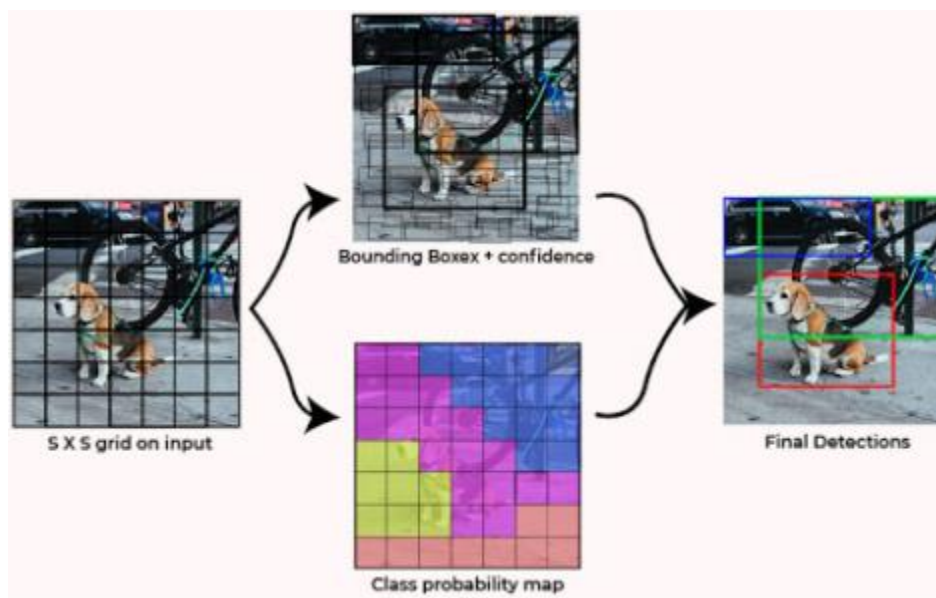 Bounding Boxex + confidence
S X S grid on input
Final Detections
Class probability map